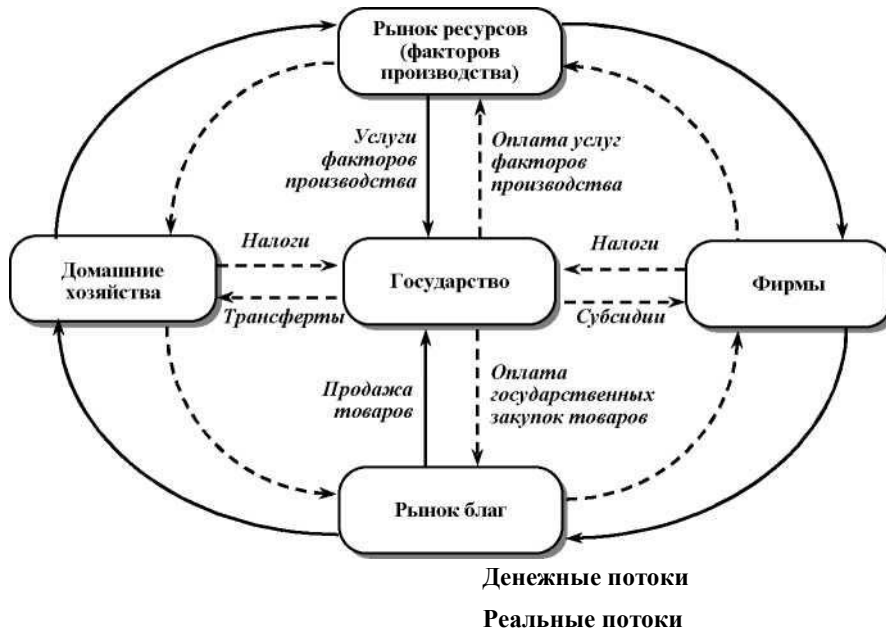 Рынок ресурсов
(факторов
производства)
Услуги
факторов
производства
Оплата услуг
факторов
производства
Домашние
хозяйства
Налоги
Трансферты
Государство
Налоги
Субсидии
Фирмы
Продажа
товаров
Оплата
государственных
закупок товаров
Рынок благ
Денежные потоки
Реальные потоки